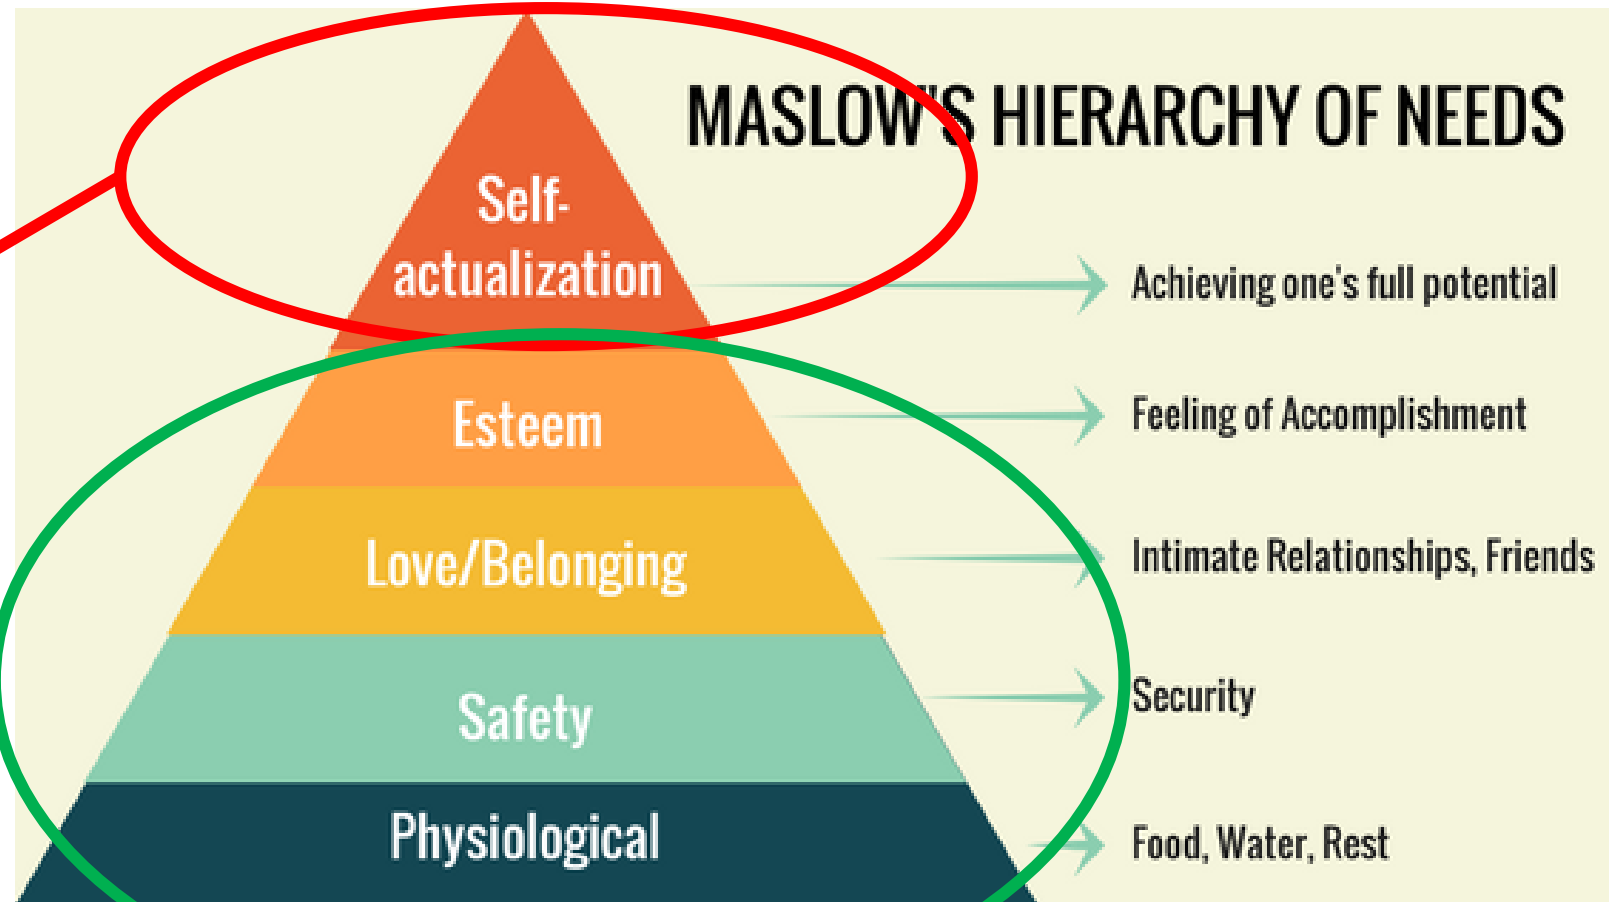 MASLOW'S HIERARCHY OF NEEDS
Self-
actualization
Achieving one's full potential
Esteem
Feeling of Accomplishment
Love/Belonging
Intimate Relationships, Friends
Safety
Security
Physiological
Food, Water, Rest